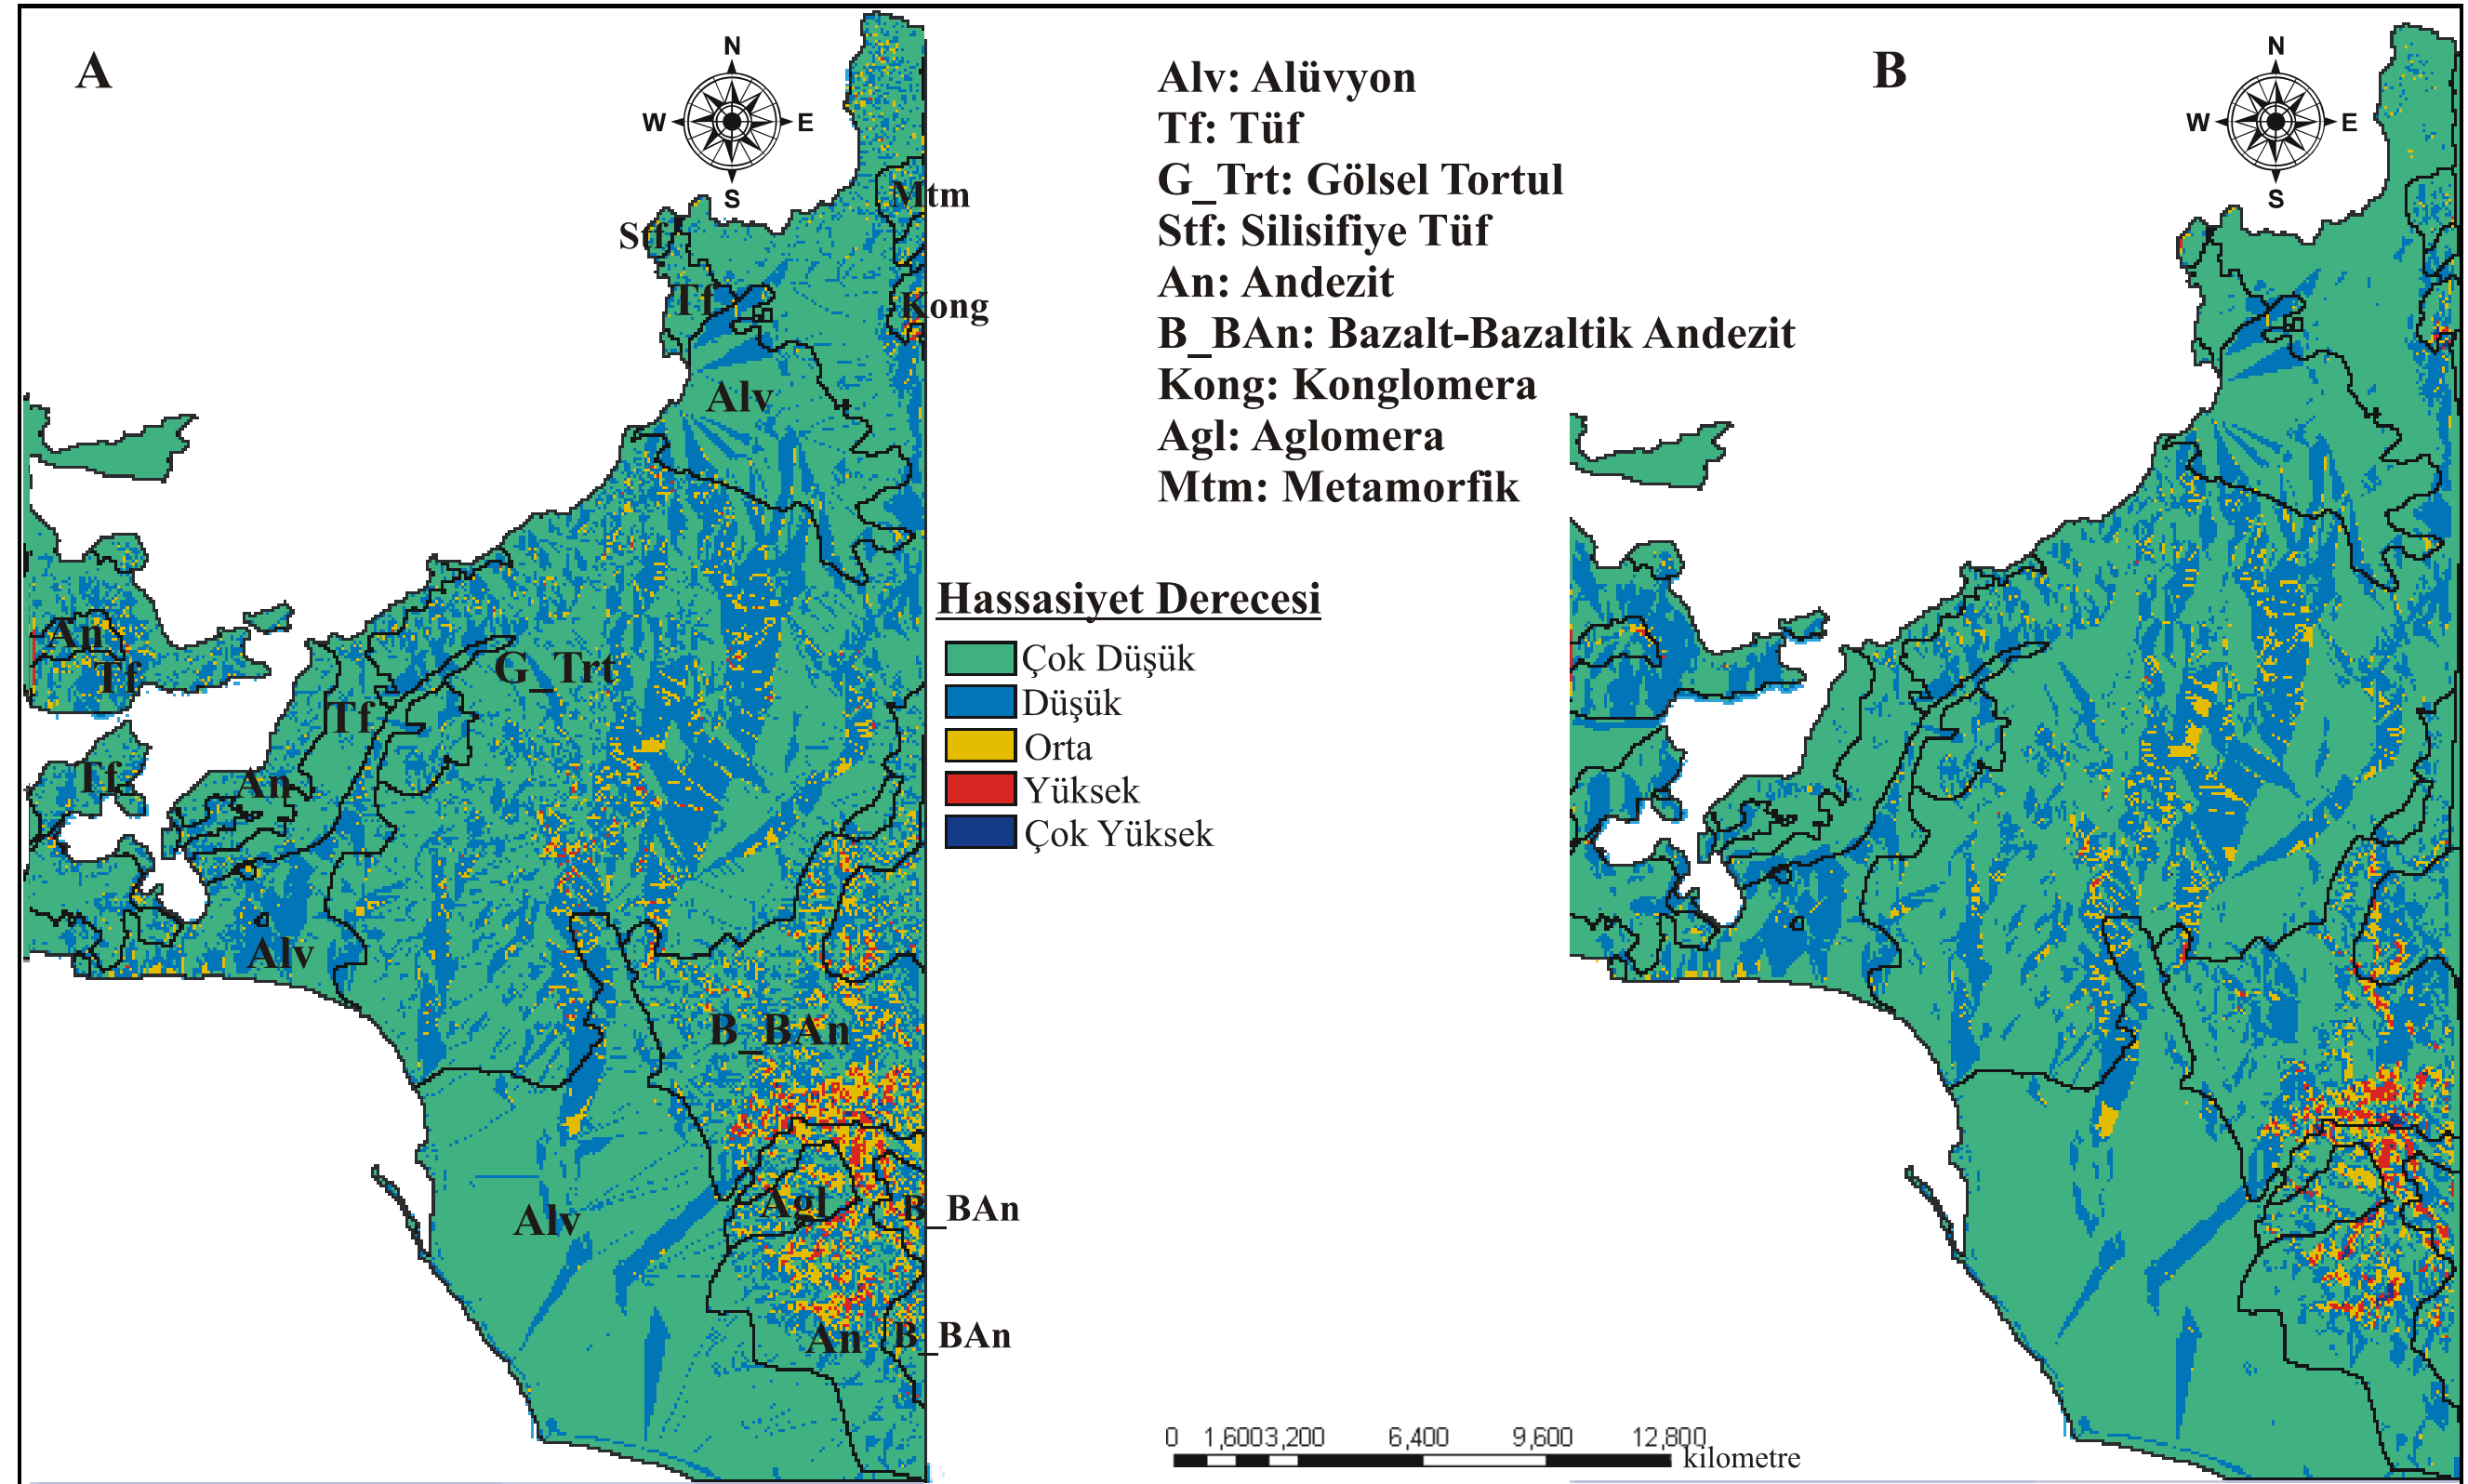 A
N
W
E
S
Mtm
Stf
Tf
Kong
Alv
An
Tf
G_Trt
Tf
Tf
An
Alv
B_BAn
Agl
B_BAn
Alv
An
B_BAn
Alv: Alüvyon
Tf: Tüf
G_Trt: Gölsel Tortul
Stf: Silisifiye Tüf
An: Andezit
B_BAn: Bazalt-Bazaltik Andezit
Kong: Konglomera
Agl: Aglomera
Mtm: Metamorfik
Hassasiyet Derecesi
Çok Düşük
Düşük
Orta
Yüksek
Çok Yüksek
B
N
W
E
S
0 1,6003,200 6,400 9,600 12,800
kilometre